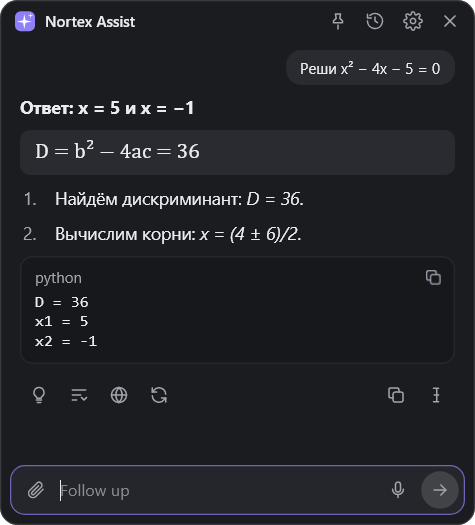 Nortex Assist
Реши x² − 4x − 5 = 0
Ответ: x = 5 и x = −1
D = b² − 4ac = 36
1. Найдём дискриминант: D = 36.
2. Вычислим корни: x = (4 ± 6)/2.
python
D = 36
x1 = 5
x2 = -1
Follow up